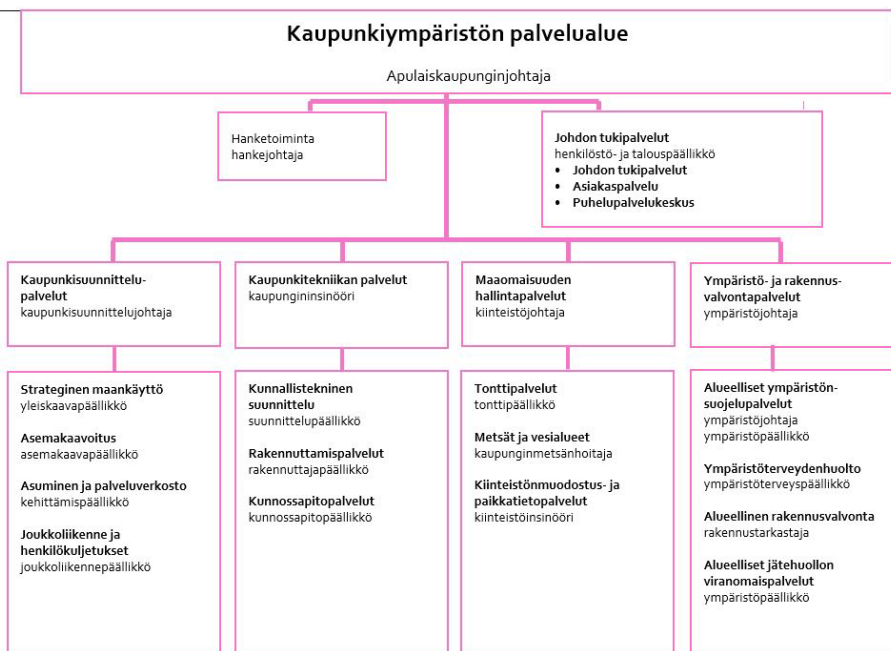 Kaupunkiympäristön palvelualue
Apulaiskaupunginjohtaja
Hanketoiminta
hankejohtaja
Johdon tukipalvelut
henkilöstö- ja talouspäällikkö
• Johdon tukipalvelut
• Asiakaspalvelu
• Puhelupalvelukeskus
Kaupunkisuunnittelu-
palvelut
kaupunkisuunnittelujohtaja
Kaupunkitekniikan palvelut
kaupungininsinööri
Maaomaisuuden
hallintapalvelut
kiinteistöjohtaja
Ympäristö- ja rakennus-
valvontapalvelut
ympäristöjohtaja
Strateginen maankäyttö
yleiskaavapäällikkö
Asemakaavoitus
asemakaavapäällikkö
Asuminen ja palveluverkosto
kehittämispäällikkö
Joukkoliikenne ja
henkilökuljetukset
joukkoliikennepäällikkö
Kunnallistekninen
suunnittelu
suunnittelupäällikkö
Rakennuttamispalvelut
rakennuttajapäällikkö
Kunnossapitopalvelut
kunnossapitopäällikkö
Tonttipalvelut
tonttipäällikkö
Metsät ja vesialueet
kaupunginmetsänhoitaja
Kiinteistönmuodostus- ja
paikkatietopalvelut
kiinteistöinsinööri
Alueelliset ympäristön-
suojelupalvelut
ympäristöjohtaja
ympäristöpäällikkö
Ympäristöterveydenhuolto
ympäristöterveyspäällikkö
Alueellinen rakennusvalvonta
rakennustarkastaja
Alueelliset jätehuollon
viranomaispalvelut
ympäristöpäällikkö